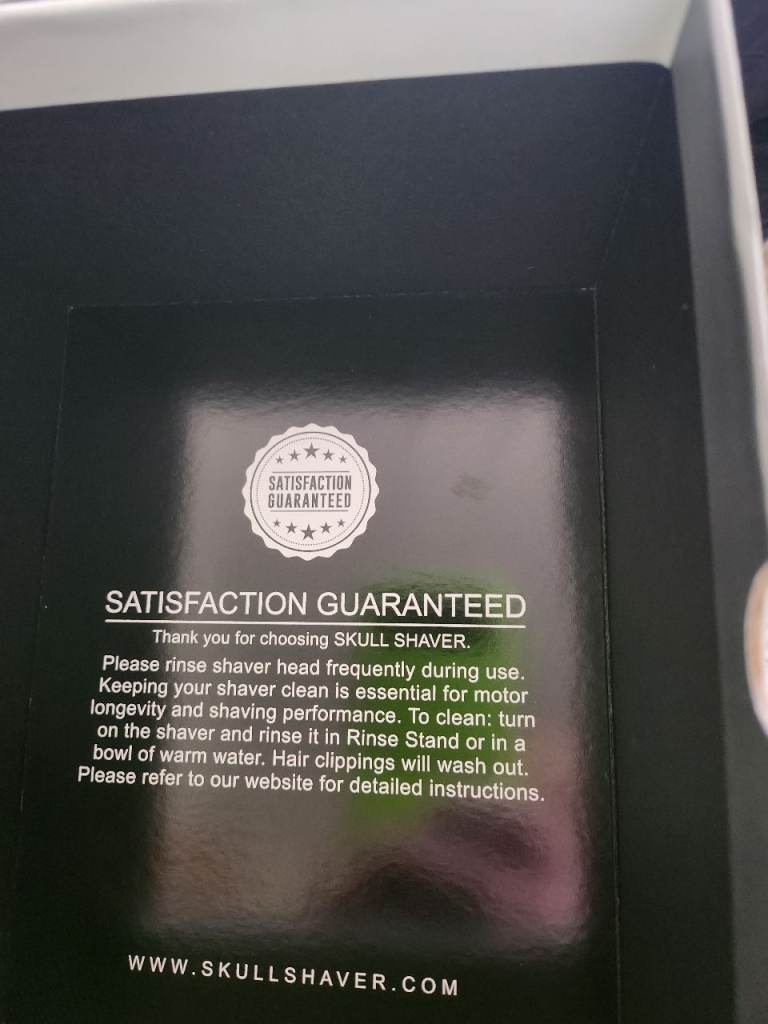 SATISFACTION
GUARANTEED
SATISFACTION GUARANTEED
Thank you for choosing SKULL SHAVER.
Please rinse shaver head frequently during use.
Keeping your shaver clean is essential for motor
longevity and shaving performance. To clean: turn
on the shaver and rinse it in Rinse Stand or in a
bowl of warm water. Hair clippings will wash out.
Please refer to our website for detailed instructions.
WWW.SKULLSHAVER.COM